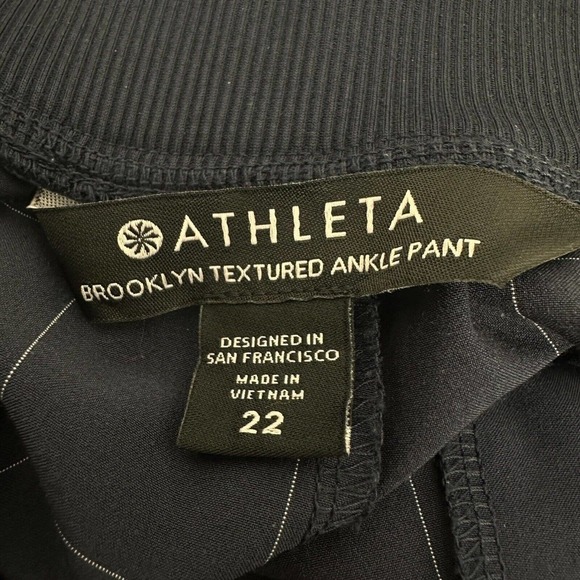 ATHLETA
BROOKLYN TEXTURED ANKLE PANT
DESIGNED IN
SAN FRANCISCO
MADE IN
VIETNAM
22